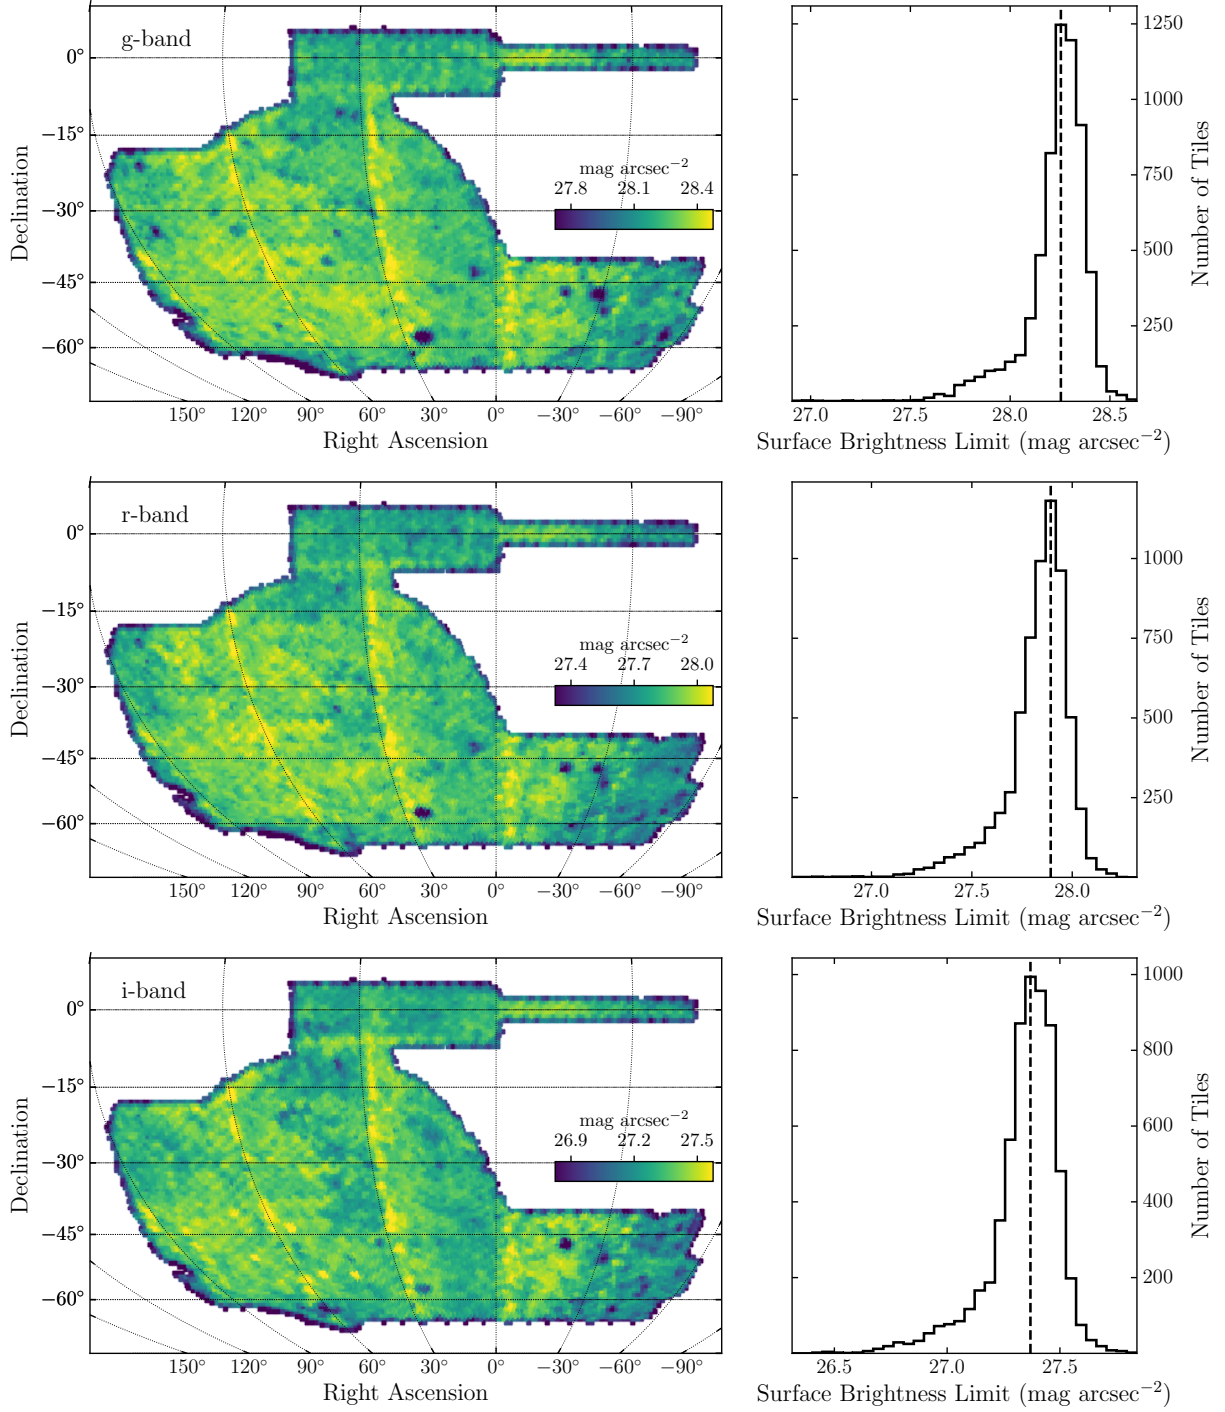 g-band
0°
−15°
−30°
−45°
−60°
Declination
mag arcsec−2
27.8 28.1 28.4
150° 120° 90° 60° 30° 0° −30° −60° −90°
Right Ascension
1250
1000
750
500
250
Number of Tiles
27.0 27.5 28.0 28.5
Surface Brightness Limit (mag arcsec−2)
r-band
0°
−15°
−30°
−45°
−60°
Declination
mag arcsec−2
27.4 27.7 28.0
150° 120° 90° 60° 30° 0° −30° −60° −90°
Right Ascension
1000
750
500
250
Number of Tiles
27.0 27.5 28.0
Surface Brightness Limit (mag arcsec−2)
i-band
0°
−15°
−30°
−45°
−60°
Declination
mag arcsec−2
26.9 27.2 27.5
150° 120° 90° 60° 30° 0° −30° −60° −90°
Right Ascension
1000
800
600
400
200
Number of Tiles
26.5 27.0 27.5
Surface Brightness Limit (mag arcsec−2)